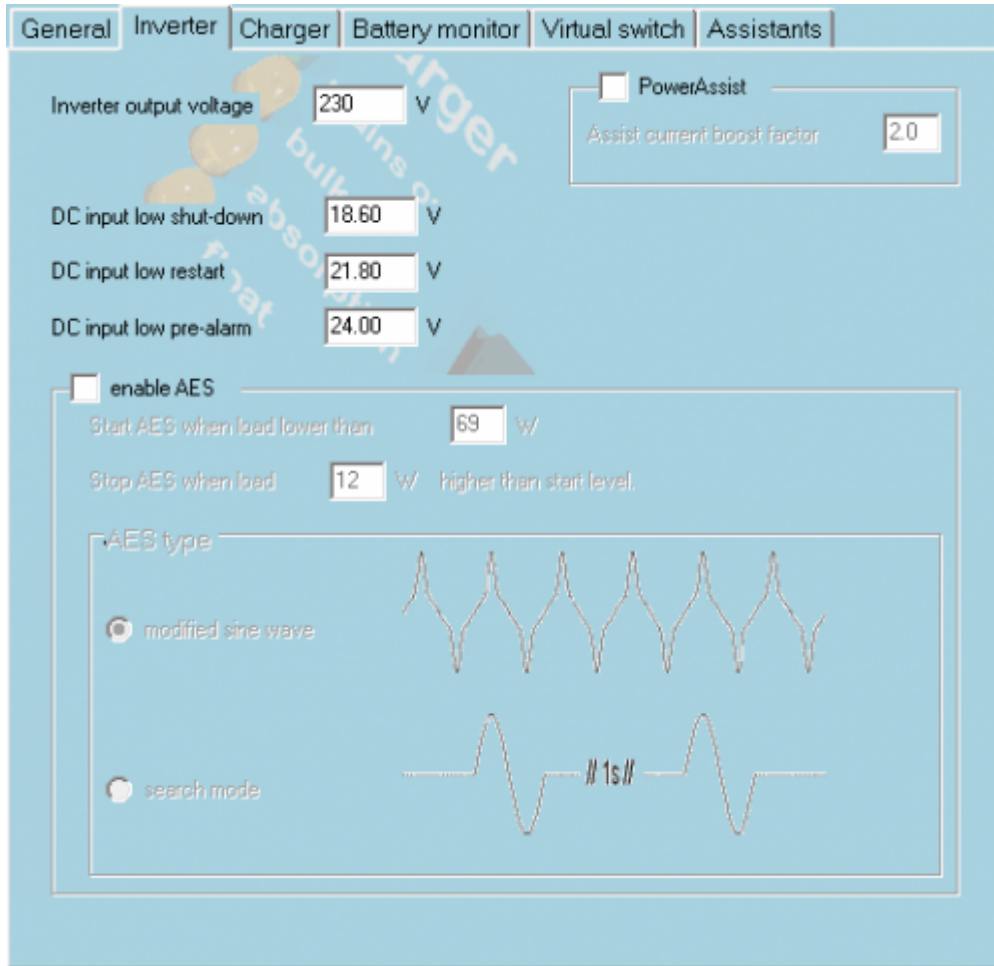 General Inverter Charger Battery monitor Virtual switch Assistants
Inverter output voltage 230 V
PowerAssist
Assist current boost factor 2.0
DC input low shut-down 18.60 V
DC input low restart 21.80 V
DC input low pre-alarm 24.00 V
enable AES
Start AES when load lower than 69 W
Stop AES when load 12 W higher than start level.
AES type
modified sine wave
search mode
// 1s //
bulk
absorption